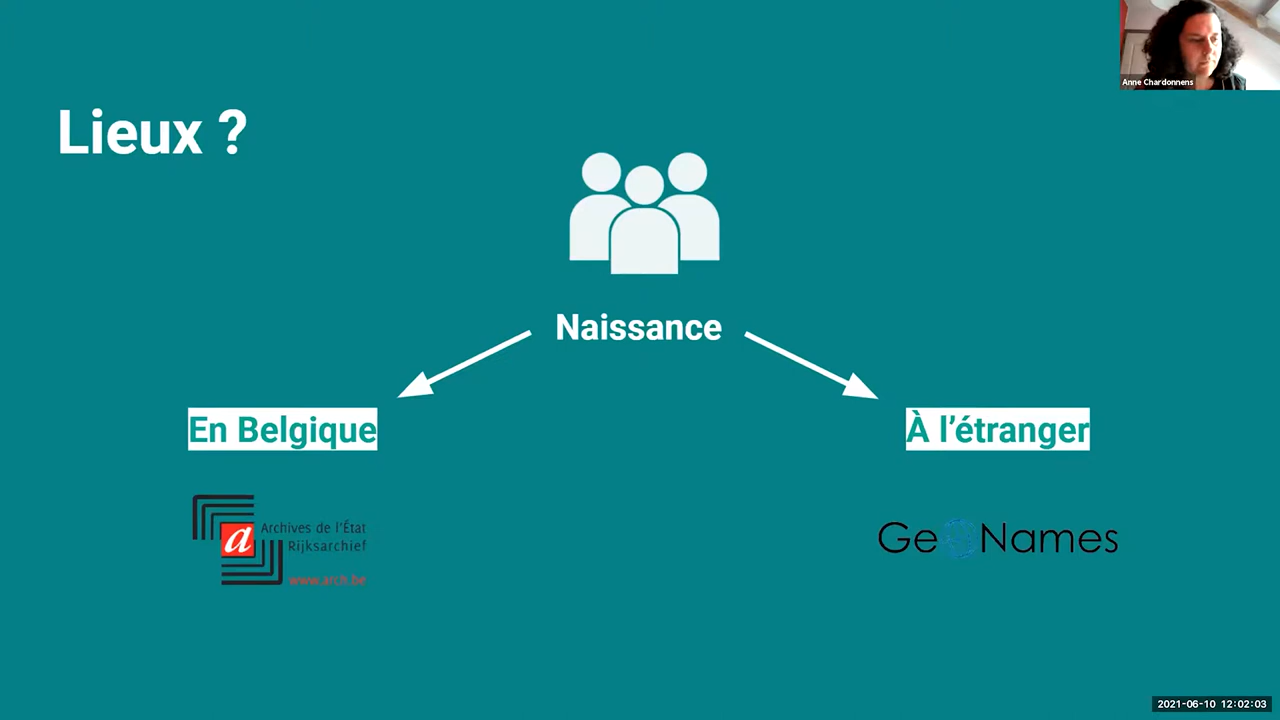 Anne Chardonnens
Lieux ?
Naissance
En Belgique
À l'étranger
Archives de l'État
Rijksarchief
www.arch.be
a
GeoNames
2021-06-10 12:02:03